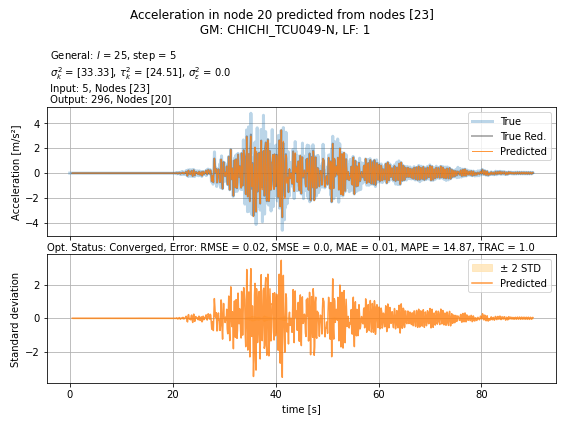 Acceleration in node 20 predicted from nodes [23]
GM: CHICHI_TCU049-N, LF: 1
General: l = 25, step = 5
σ²ₖ = [33.33], τ²ₖ = [24.51], σ²ε = 0.0
Input: 5, Nodes [23]
Output: 296, Nodes [20]
Acceleration [m/s²]
4
2
0
−2
−4
True
True Red.
Predicted
Opt. Status: Converged, Error: RMSE = 0.02, SMSE = 0.0, MAE = 0.01, MAPE = 14.87, TRAC = 1.0
Standard deviation
2
0
−2
± 2 STD
Predicted
0 20 40 60 80
time [s]